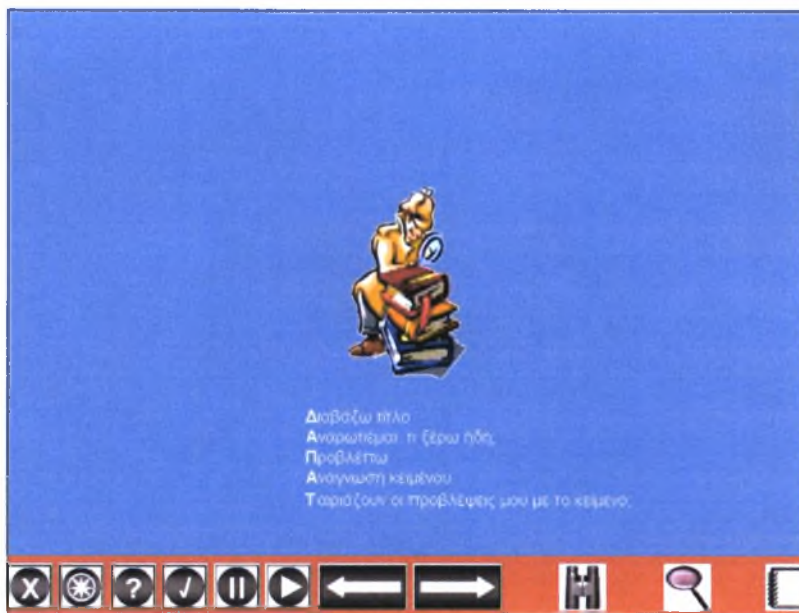 Διαβάζω τίτλο
Αναρωτιέμαι τι ξέρω ήδη;
Προβλέπω
Ανάγνωση κειμένου
Ταιριάζουν οι προβλέψεις μου με το κείμενο;